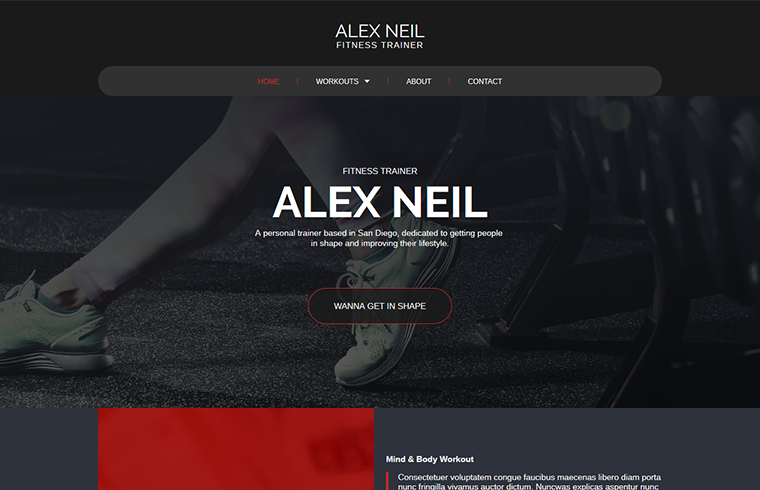 ALEX NEIL
FITNESS TRAINER
HOME WORKOUTS ABOUT CONTACT
FITNESS TRAINER
ALEX NEIL
A personal trainer based in San Diego, dedicated to getting people
in shape and improving their lifestyle.
WANNA GET IN SHAPE
Mind & Body Workout
Consectetuer voluptatem congue faucibus maecenas libero diam porta
nunc fringilla vivamus auctor dictum. Nuncwas explicas aspentur nunc